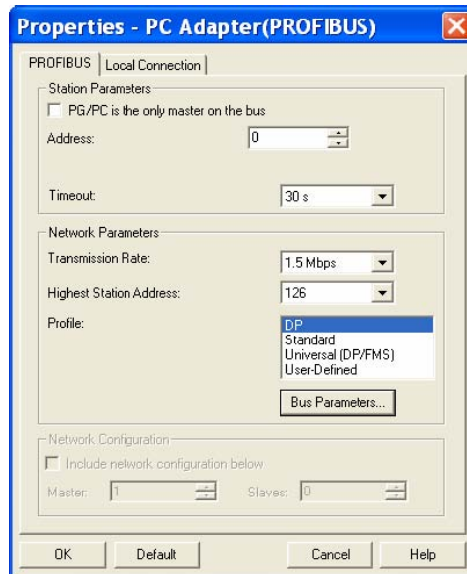 Properties - PC Adapter(PROFIBUS)
PROFIBUS Local Connection
Station Parameters
PG/PC is the only master on the bus
Address: 0
Timeout: 30 s
Network Parameters
Transmission Rate: 1.5 Mbps
Highest Station Address: 126
Profile: DP
Standard
Universal (DP/FMS)
User-Defined
Bus Parameters...
Network Configuration
Include network configuration below
Master: 1 Slaves: 0
OK Default Cancel Help